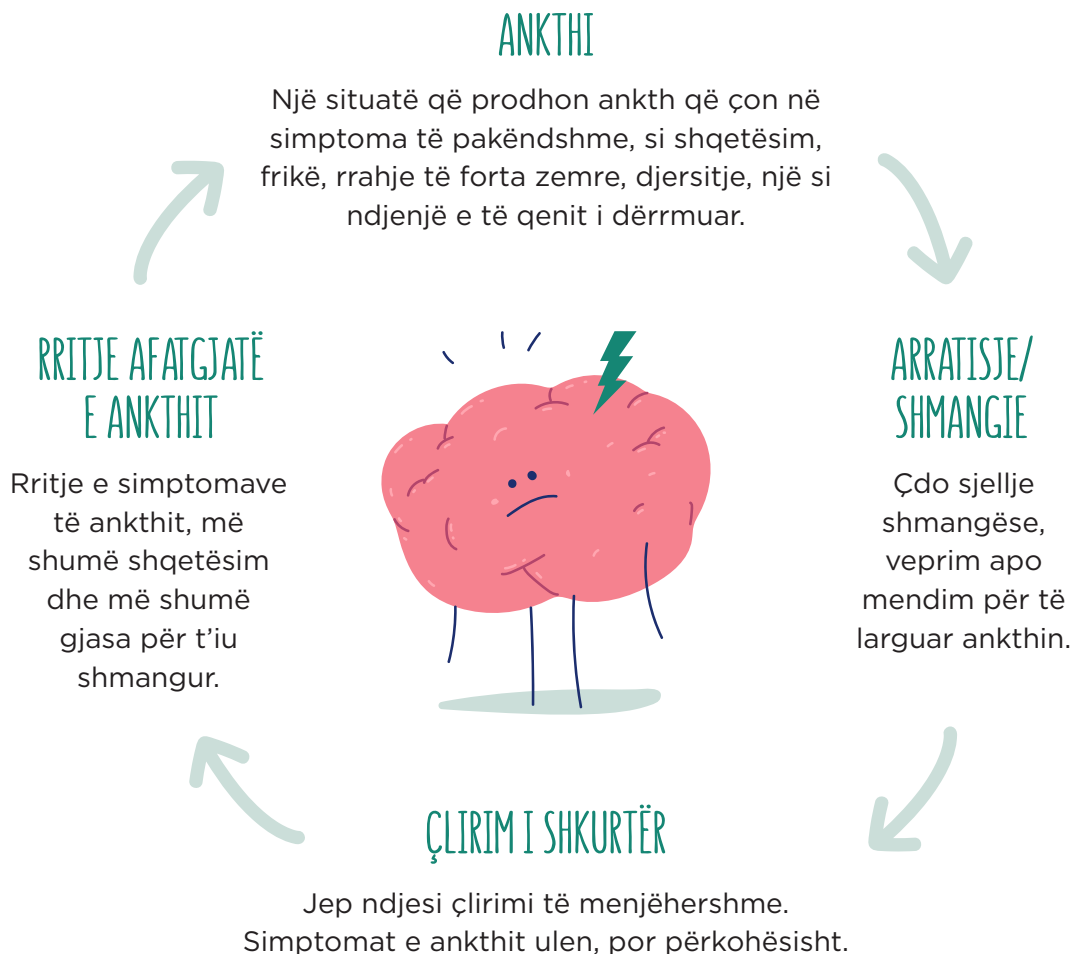 ANKTHI
Një situatë që prodhon ankth që çon në
simptoma të pakëndshme, si shqetësim,
frikë, rrahje të forta zemre, djersitje, një si
ndjenjë e të qenit i dërrmuar.
ARRATISJE/
SHMANGIE
Çdo sjellje
shmangëse,
veprim apo
mendim për të
larguar ankthin.
ÇLIRIM I SHKURTËR
Jep ndjesi çlirimi të menjëhershme.
Simptomat e ankthit ulen, por përkohësisht.
RRITJE AFATGJATË
E ANKTHIT
Rritje e simptomave
të ankthit, më
shumë shqetësim
dhe më shumë
gjasa për t’iu
shmangur.